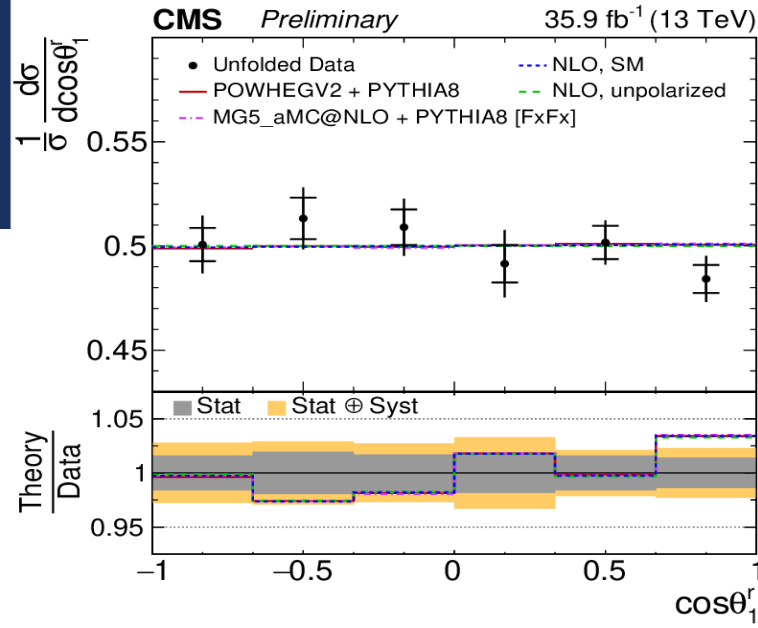 CMS Preliminary 35.9 fb⁻¹ (13 TeV)
1/σ dσ/dcosθ₁ʳ
Unfolded Data
NLO, SM
POWHEGV2 + PYTHIA8
NLO, unpolarized
MG5_aMC@NLO + PYTHIA8 [FxFx]
0.55
0.5
0.45
Stat
Stat ⊕ Syst
Theory/Data
1.05
1
0.95
−1 −0.5 0 0.5 1
cosθ₁ʳ